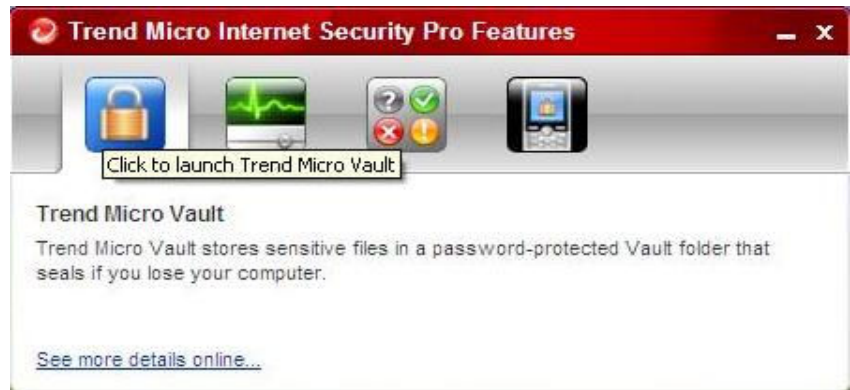 Trend Micro Internet Security Pro Features
Click to launch Trend Micro Vault
Trend Micro Vault
Trend Micro Vault stores sensitive files in a password-protected Vault folder that
seals if you lose your computer.
See more details online...